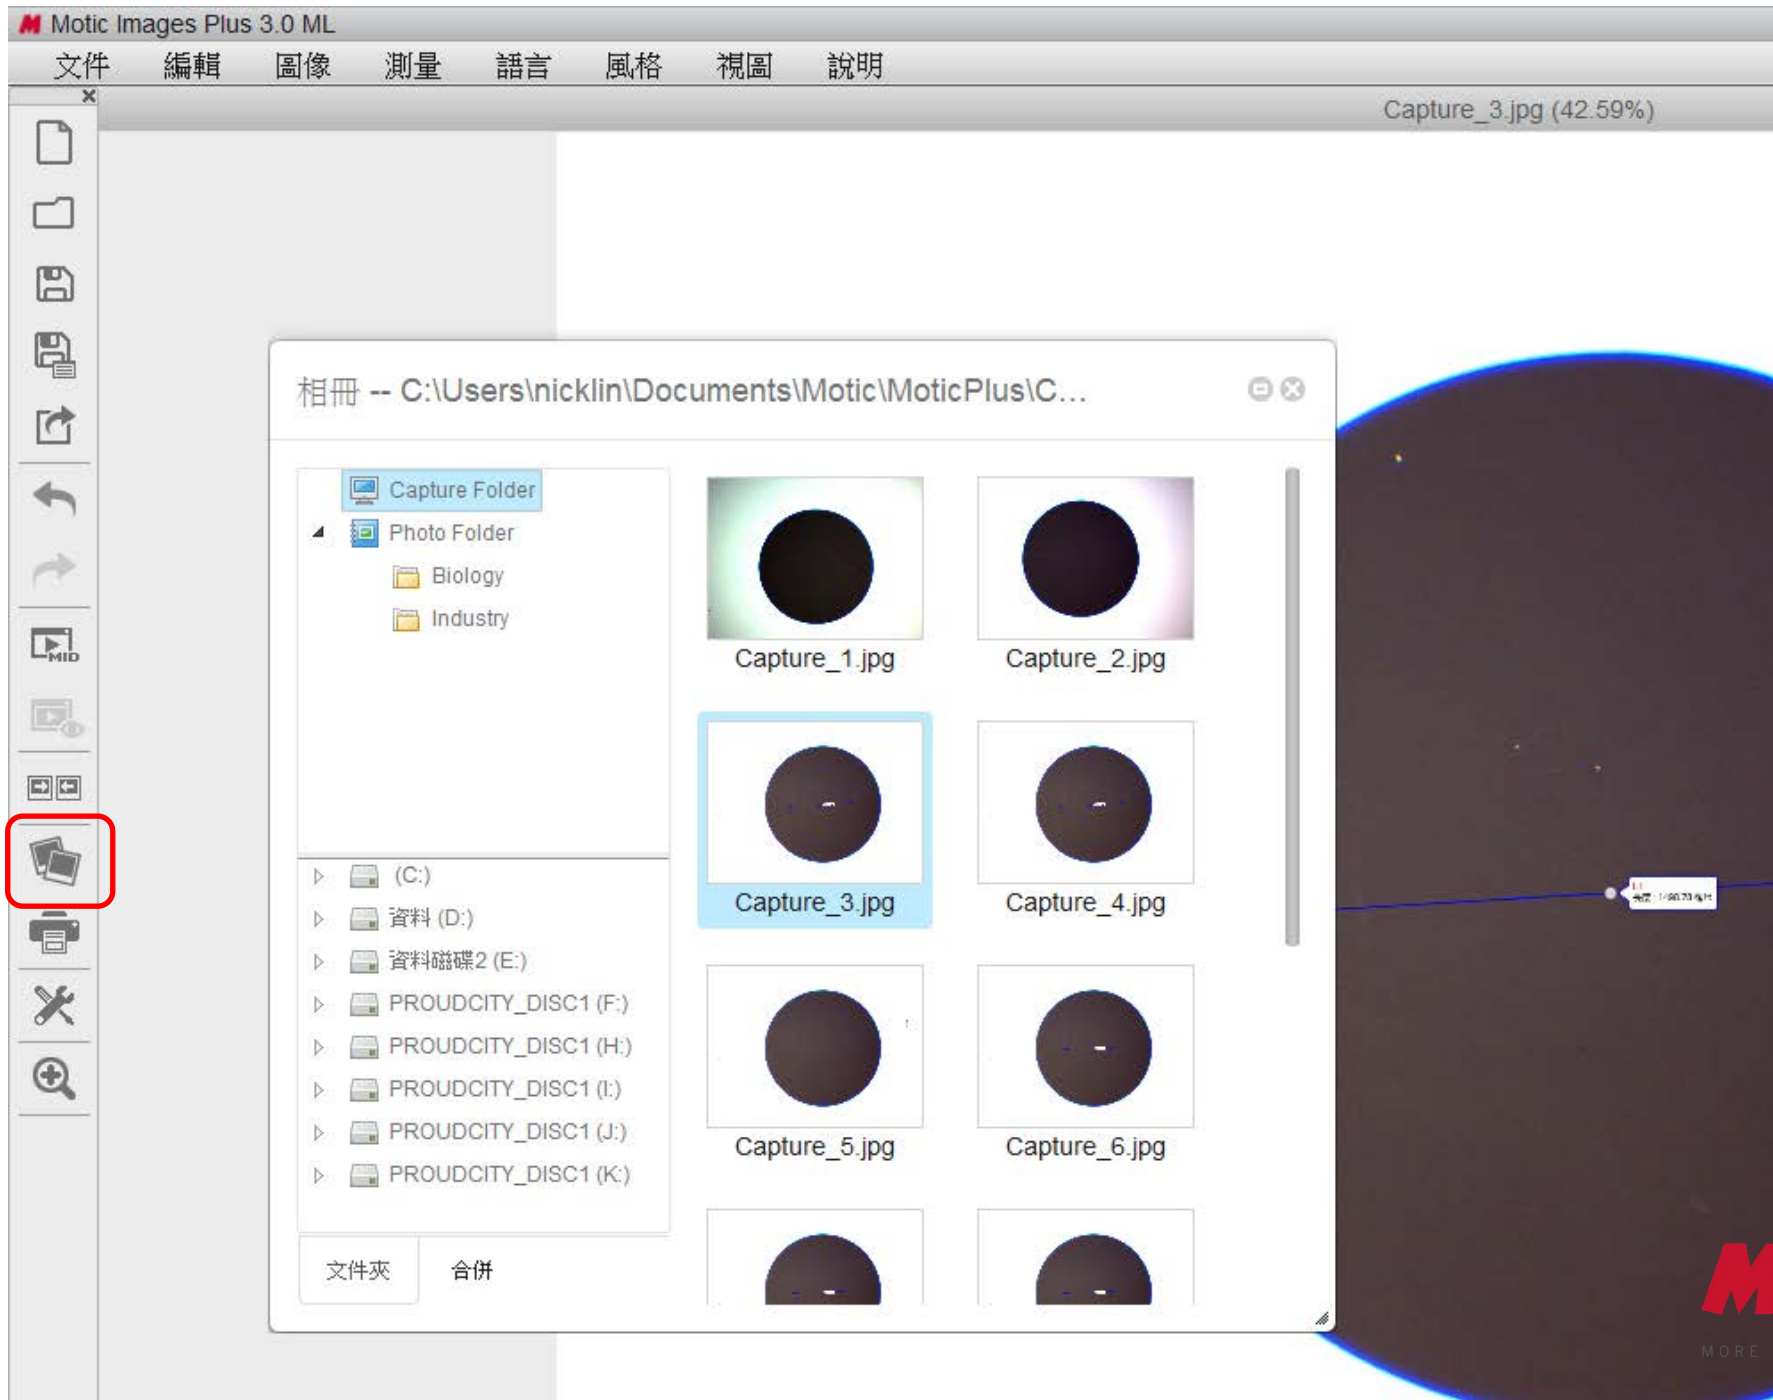 Motic Images Plus 3.0 ML
文件 編輯 圖像 測量 語言 風格 視圖 說明
Capture_3.jpg (42.59%)
MID
相冊 -- C:\Users\nicklin\Documents\Motic\MoticPlus\C...
Capture Folder
Photo Folder
Biology
Industry
(C:)
資料 (D:)
資料磁碟2 (E:)
PROUDCITY_DISC1 (F:)
PROUDCITY_DISC1 (H:)
PROUDCITY_DISC1 (I:)
PROUDCITY_DISC1 (J:)
PROUDCITY_DISC1 (K:)
文件夾 合併
Capture_1.jpg Capture_2.jpg
Capture_3.jpg Capture_4.jpg
Capture_5.jpg Capture_6.jpg
MORE